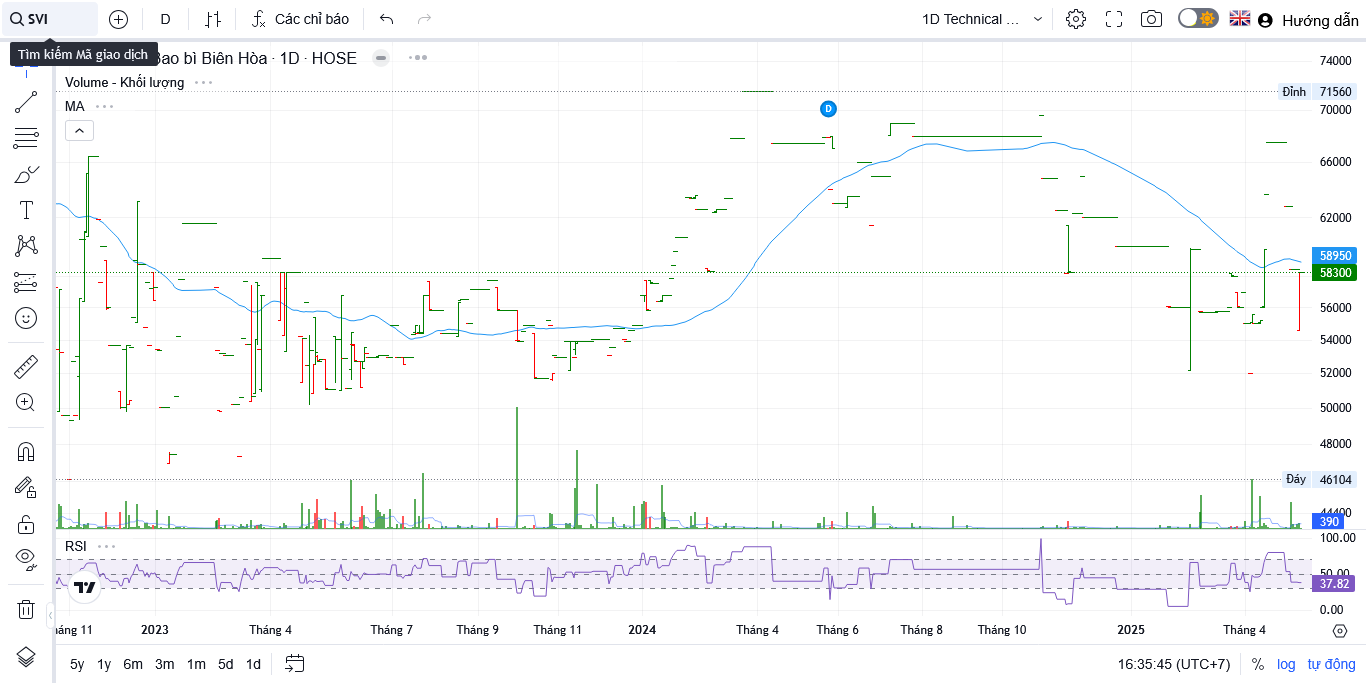 SVI
D
Các chỉ báo
1D Technical ...
Hướng dẫn
Tìm kiếm Mã giao dịch
Bao bì Biên Hòa · 1D · HOSE
Volume - Khối lượng
MA
D
74000
Đỉnh 71560
70000
66000
62000
58950
58300
56000
54000
52000
50000
48000
Đáy 46104
44400
390
RSI
100.00
50.00
37.82
0.00
háng 11 2023 Tháng 4 Tháng 7 Tháng 9 Tháng 11 2024 Tháng 4 Tháng 6 Tháng 8 Tháng 10 2025 Tháng 4
5y 1y 6m 3m 1m 5d 1d
16:35:45 (UTC+7) % log tự động